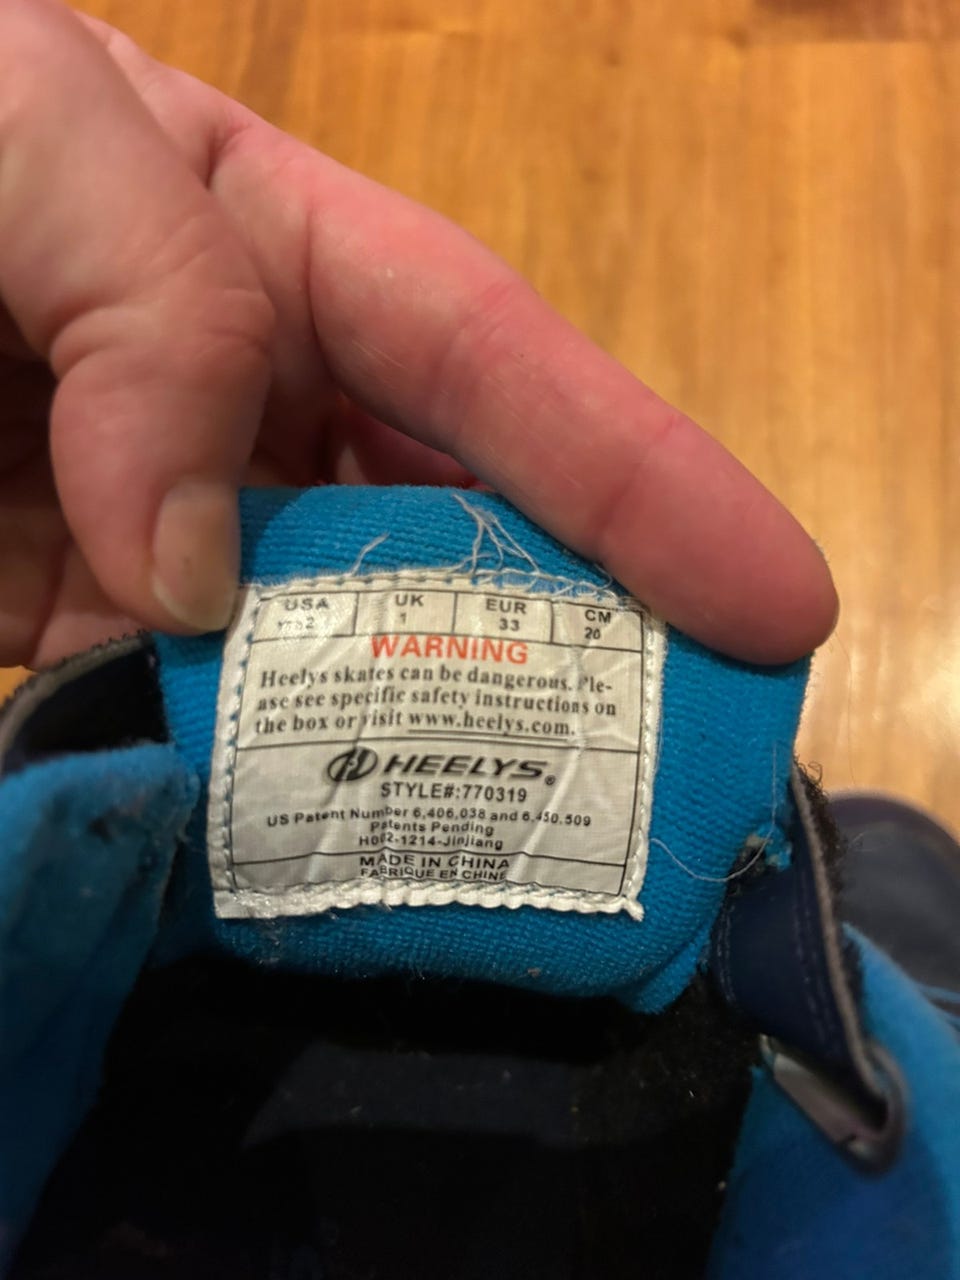 USA UK EUR CM
1 33 20
WARNING
Heelys skates can be dangerous. Ple-
ase see specific safety instructions on
the box or visit www.heelys.com.
HEELYS®
STYLE#:770319
US Patent Number 6,406,038 and 6.450.509
Patents Pending
H002-1214-Jinjiang
MADE IN CHINA
FABRIQUE EN CHINE